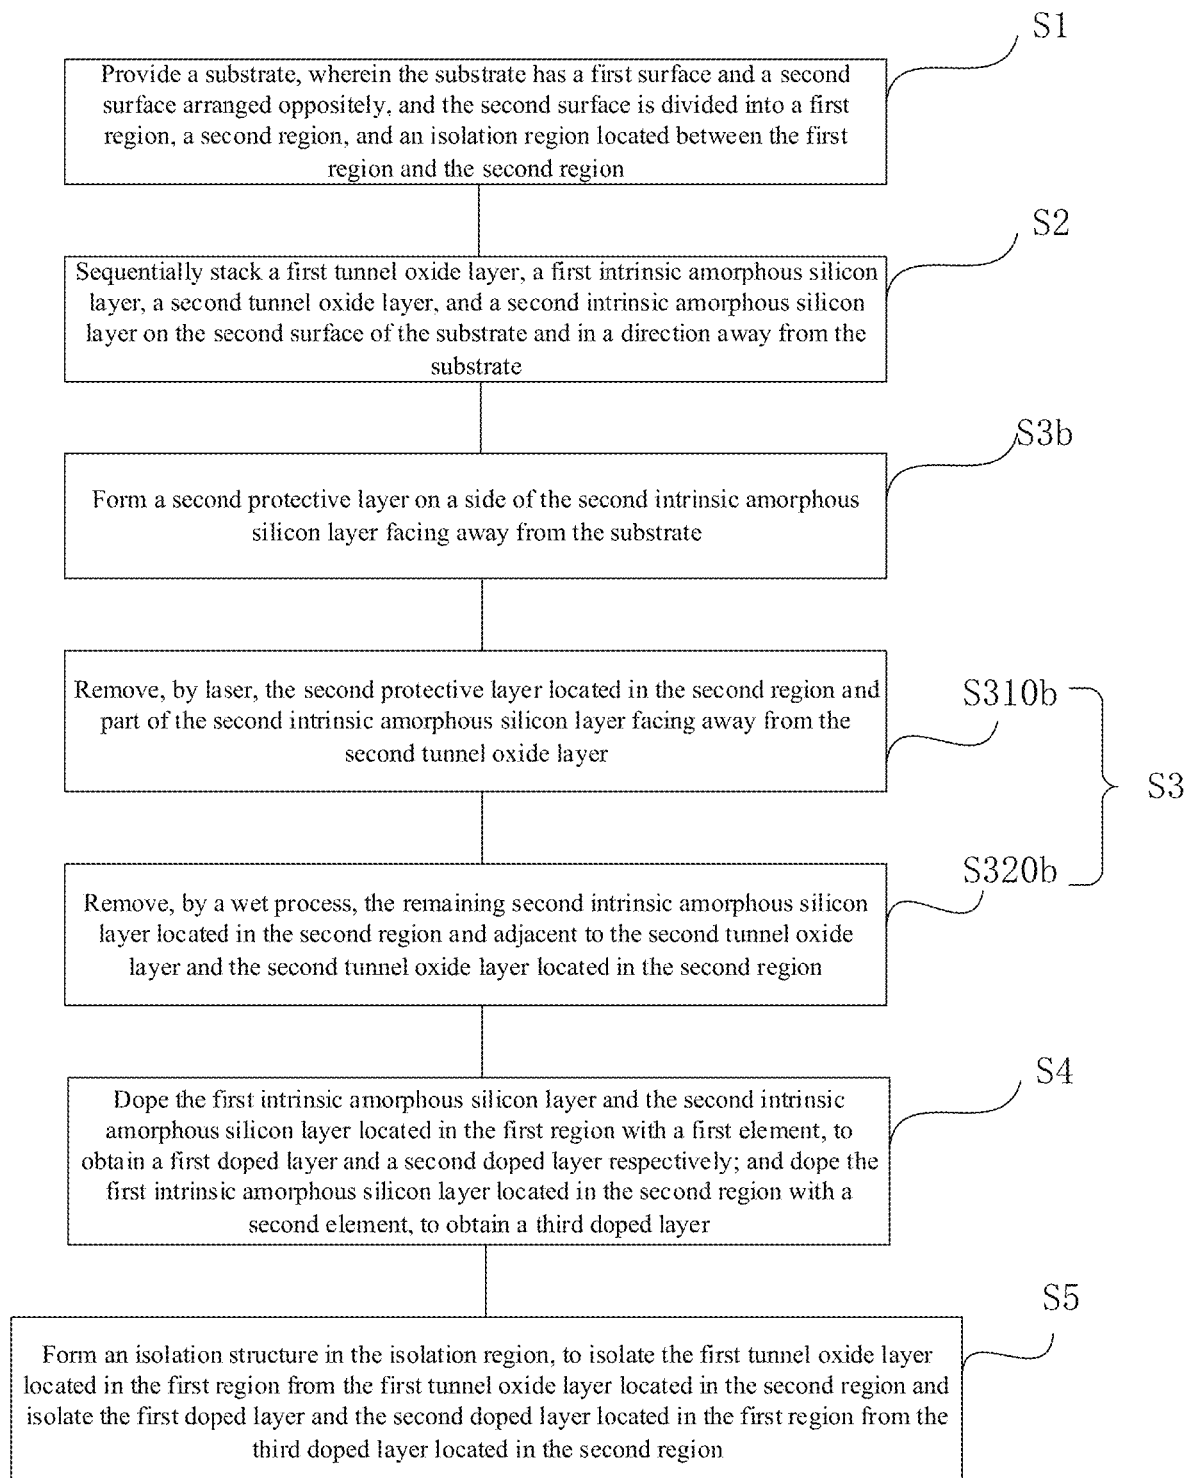 S1
Provide a substrate, wherein the substrate has a first surface and a second
surface arranged oppositely, and the second surface is divided into a first
region, a second region, and an isolation region located between the first
region and the second region
S2
Sequentially stack a first tunnel oxide layer, a first intrinsic amorphous silicon
layer, a second tunnel oxide layer, and a second intrinsic amorphous silicon
layer on the second surface of the substrate and in a direction away from the
substrate
S3b
Form a second protective layer on a side of the second intrinsic amorphous
silicon layer facing away from the substrate
S310b
Remove, by laser, the second protective layer located in the second region and
part of the second intrinsic amorphous silicon layer facing away from the
second tunnel oxide layer
S3
S320b
Remove, by a wet process, the remaining second intrinsic amorphous silicon
layer located in the second region and adjacent to the second tunnel oxide
layer and the second tunnel oxide layer located in the second region
S4
Dope the first intrinsic amorphous silicon layer and the second intrinsic
amorphous silicon layer located in the first region with a first element, to
obtain a first doped layer and a second doped layer respectively; and dope the
first intrinsic amorphous silicon layer located in the second region with a
second element, to obtain a third doped layer
S5
Form an isolation structure in the isolation region, to isolate the first tunnel oxide layer
located in the first region from the first tunnel oxide layer located in the second region and
isolate the first doped layer and the second doped layer located in the first region from the
third doped layer located in the second region